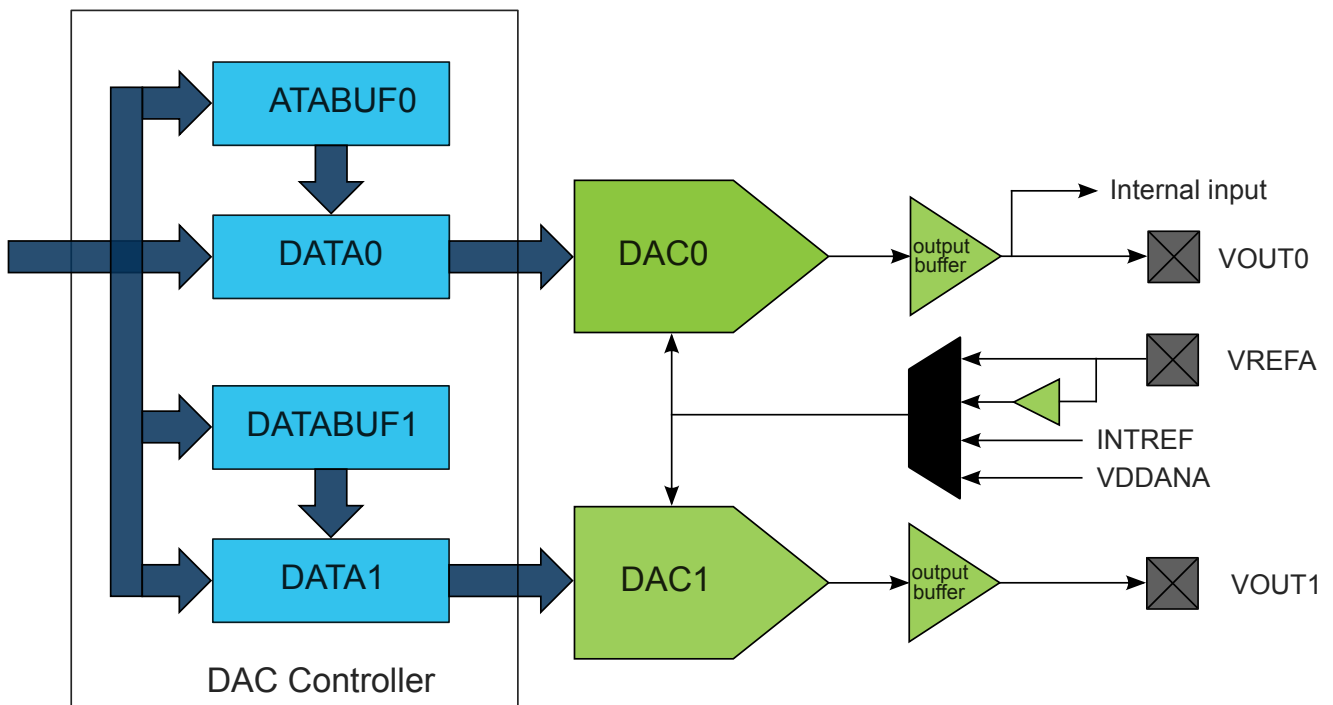 ATABUF0
Internal input
DATA0
DAC0
output
buffer
VOUT0
VREFA
DATABUF1
INTREF
VDDANA
DATA1
DAC1
output
buffer
VOUT1
DAC Controller